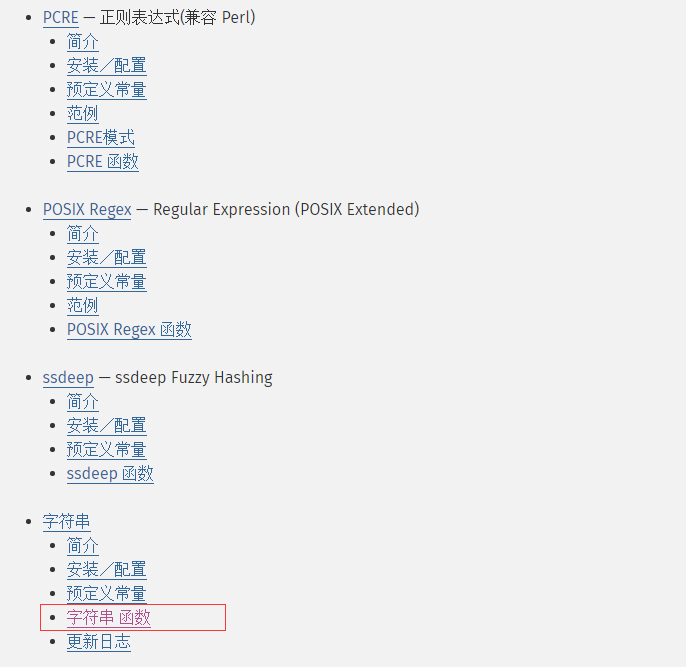 PCRE — 正则表达式(兼容 Perl)
简介
安装／配置
预定义常量
范例
PCRE模式
PCRE 函数
POSIX Regex — Regular Expression (POSIX Extended)
简介
安装／配置
预定义常量
范例
POSIX Regex 函数
ssdeep — ssdeep Fuzzy Hashing
简介
安装／配置
预定义常量
ssdeep 函数
字符串
简介
安装／配置
预定义常量
字符串 函数
更新日志